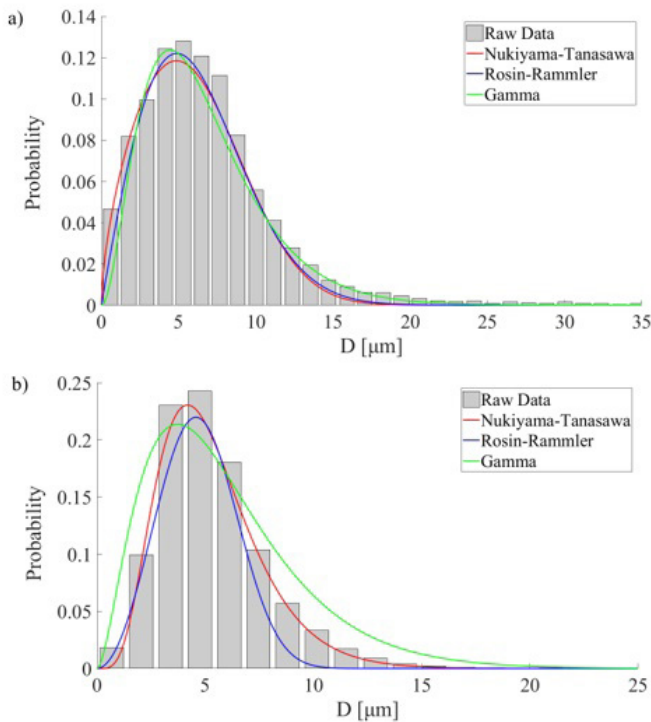 a)
0.14
0.12
0.1
0.08
0.06
0.04
0.02
0
Probability
Raw Data
Nukiyama-Tanasawa
Rosin-Rammler
Gamma
0 5 10 15 20 25 30 35
D [μm]
b)
0.25
0.2
0.15
0.1
0.05
0
Probability
Raw Data
Nukiyama-Tanasawa
Rosin-Rammler
Gamma
0 5 10 15 20 25
D [μm]